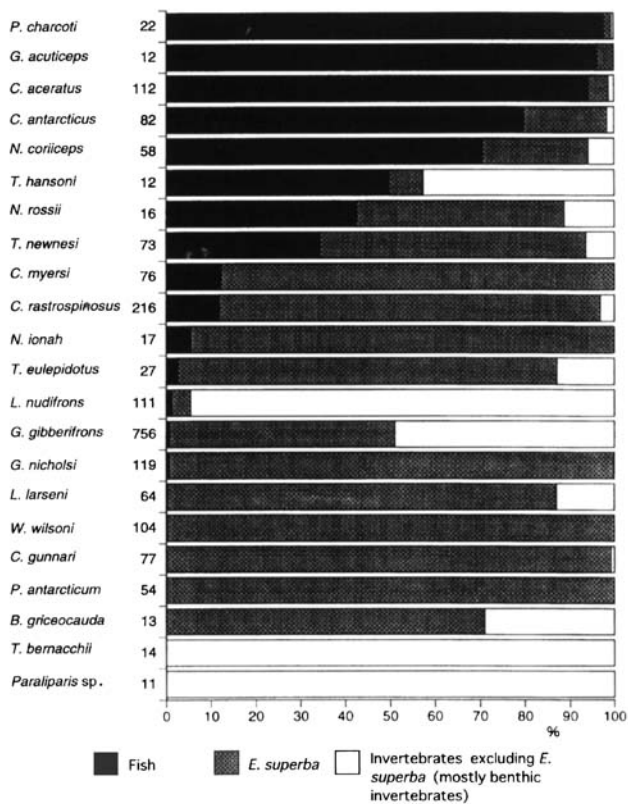 P. charcoti 22
G. acuticeps 12
C. aceratus 112
C. antarcticus 82
N. coriiceps 58
T. hansoni 12
N. rossii 16
T. newnesi 73
C. myersi 76
C. rastrospinosus 216
N. ionah 17
T. eulepidotus 27
L. nudifrons 111
G. gibberifrons 756
G. nicholsi 119
L. larseni 64
W. wilsoni 104
C. gunnari 77
P. antarcticum 54
B. griceocauda 13
T. bernacchii 14
Paraliparis sp. 11
0 10 20 30 40 50 60 70 80 90 100
%
Fish
E. superba
Invertebrates excluding E.
superba (mostly benthic
invertebrates)